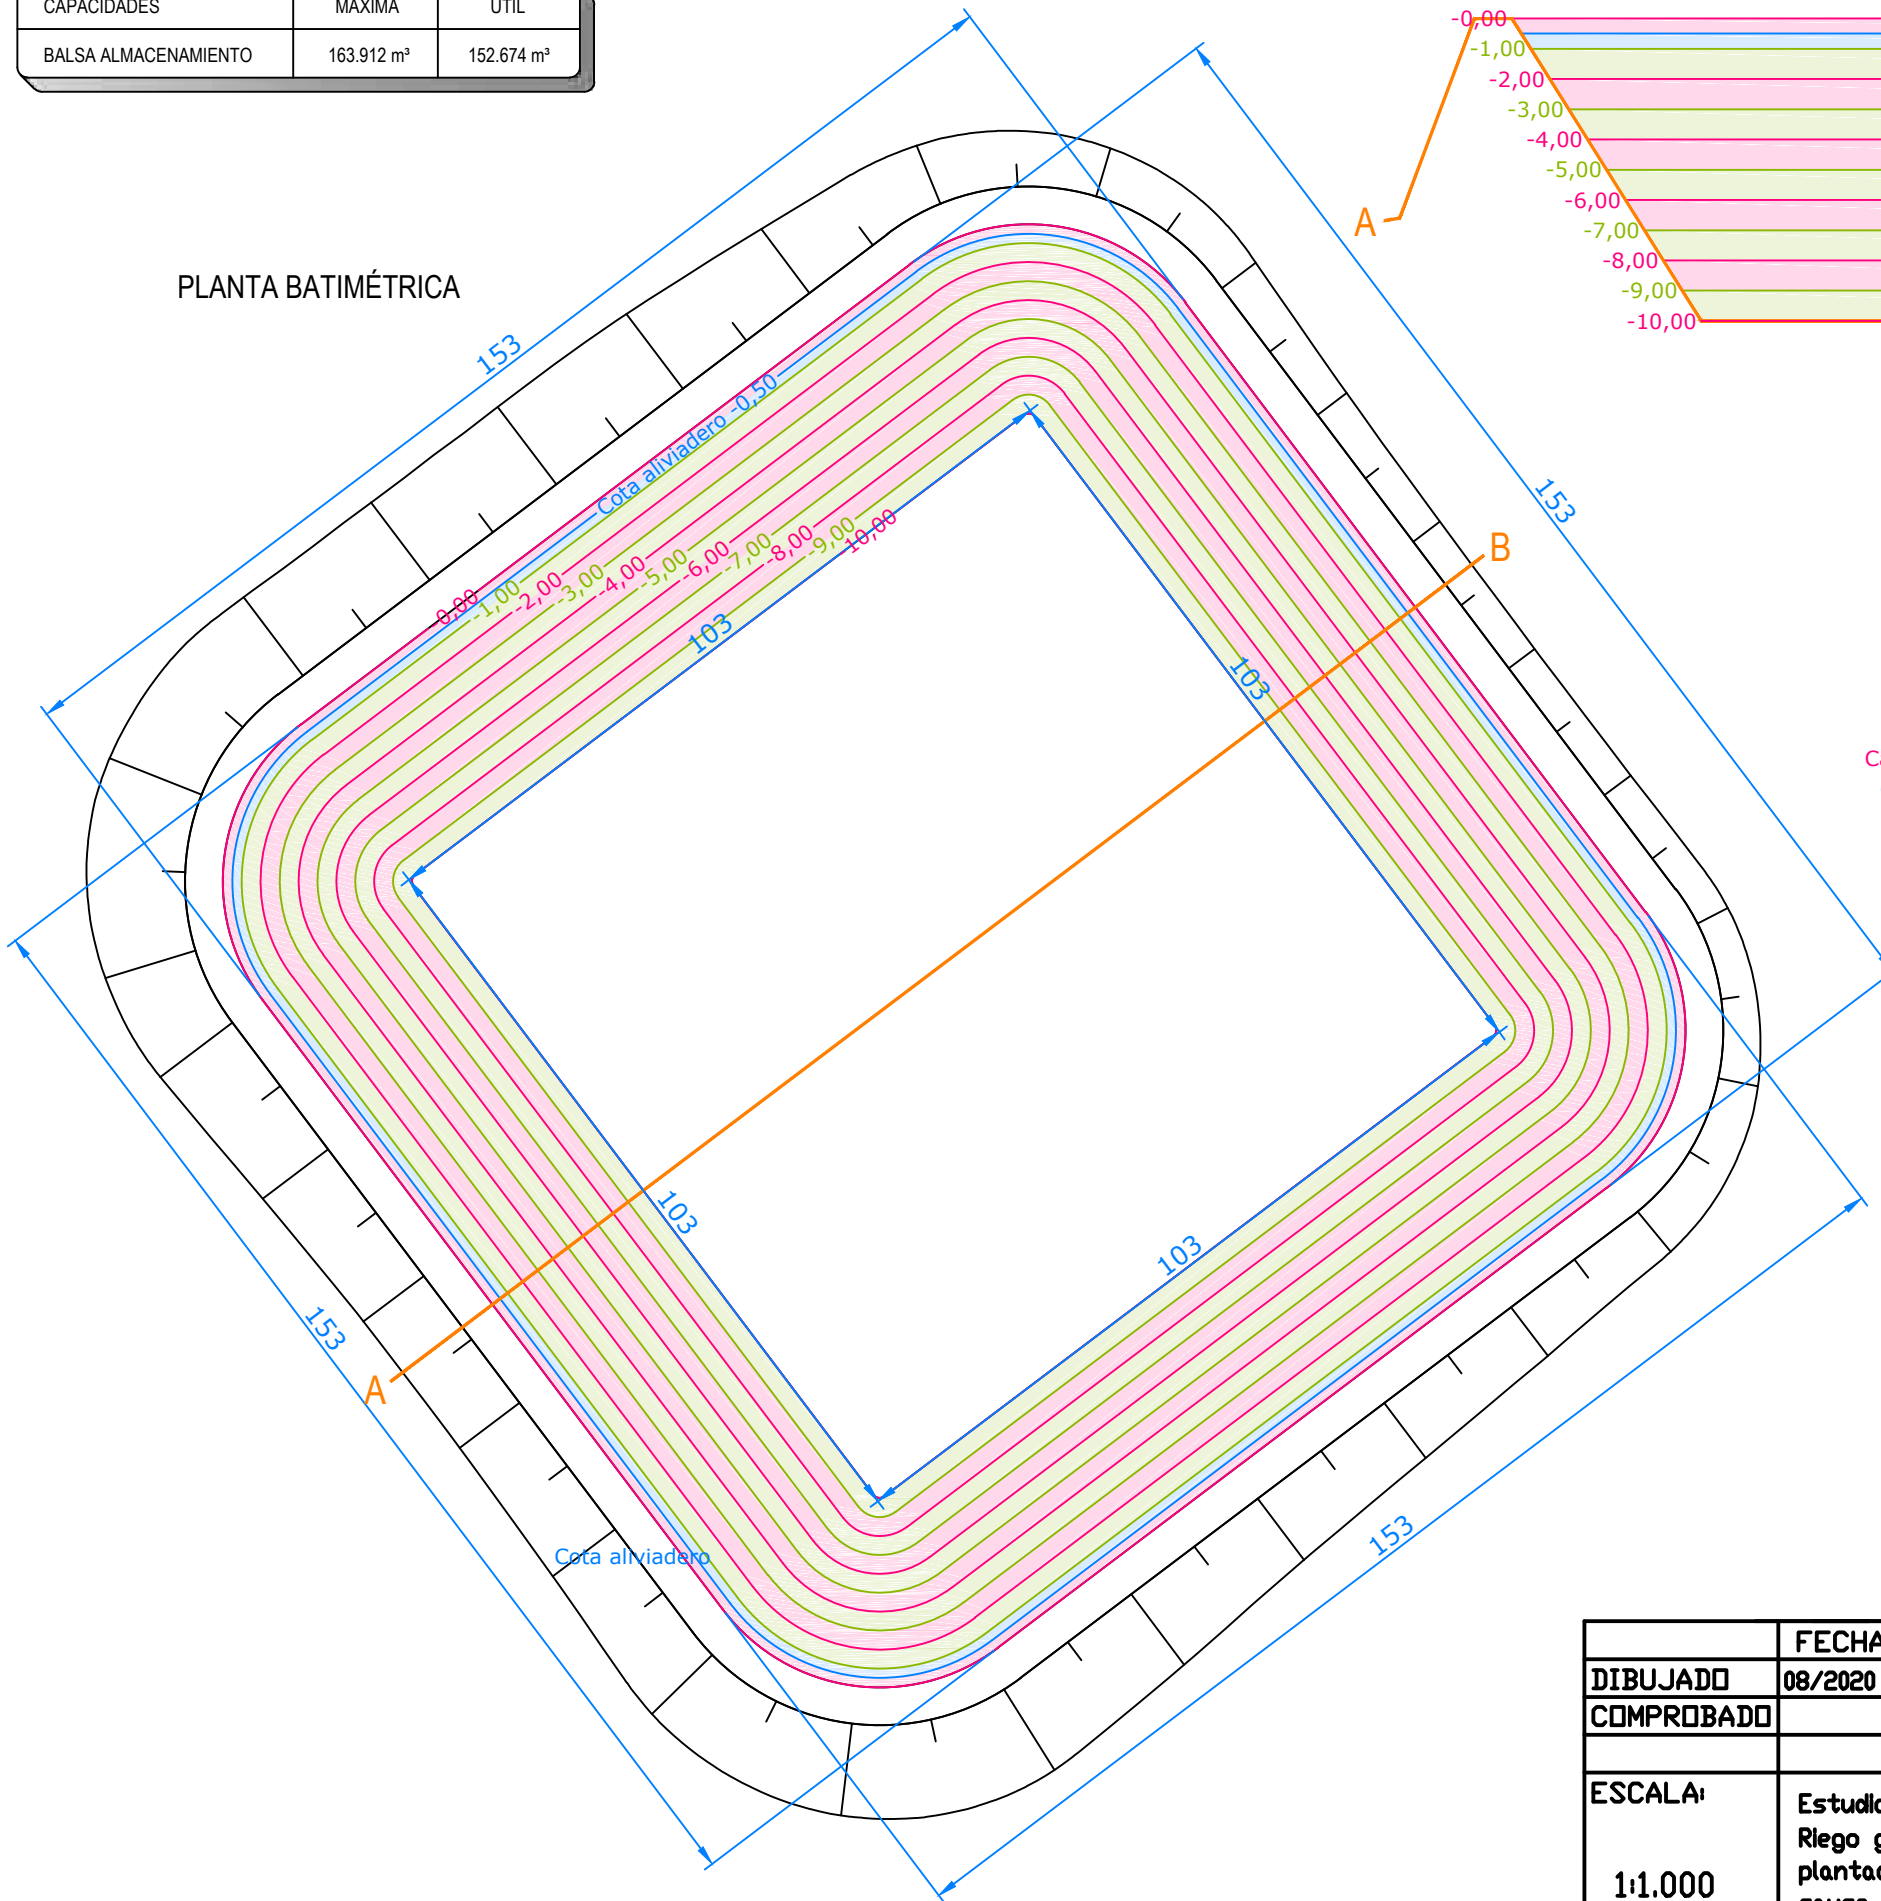 CAPACIDADES MAXIMA UTIL
BALSA ALMACENAMIENTO 163.912 m³ 152.674 m³
-0,00
-1,00
-2,00
-3,00
-4,00
-5,00
-6,00
-7,00
-8,00
-9,00
-10,00
A
PLANTA BATIMÉTRICA
153
Cota aliviadero -0,50
153
B
0,00
-1,00
-2,00
-3,00
-4,00
-5,00
-6,00
-7,00
-8,00
-9,00
-10,00
103
103
103
103
153
A
153
Cota aliviadero
FECHA
DIBUJADO 08/2020
COMPROBADO
ESCALA:
1:1.000
Riego